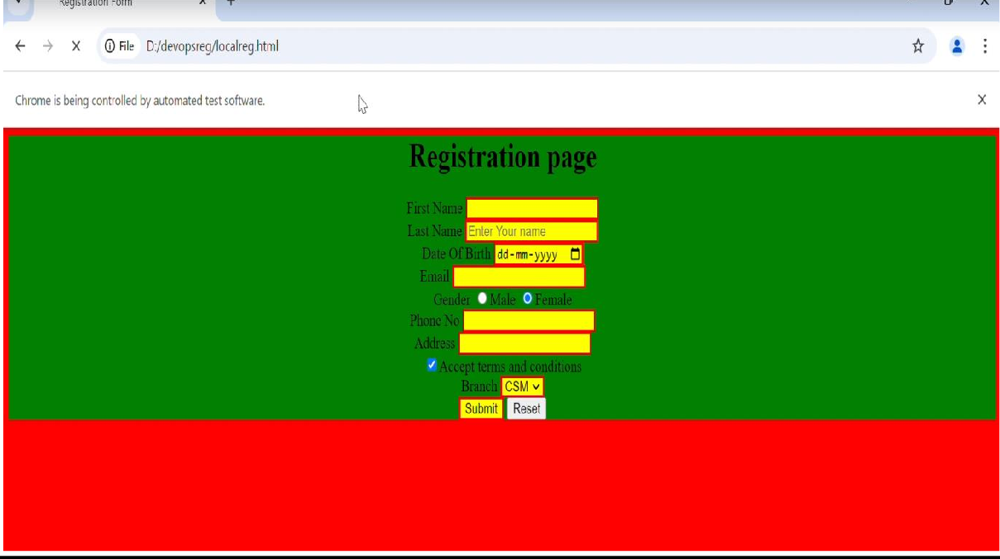 Registration Form
File D:/devopsreg/localreg.html
Chrome is being controlled by automated test software.
Registration page
First Name
Last Name Enter Your name
Date Of Birth dd-mm-yyyy
Email
Gender Male Female
Phone No
Address
Accept terms and conditions
Branch CSM
Submit Reset